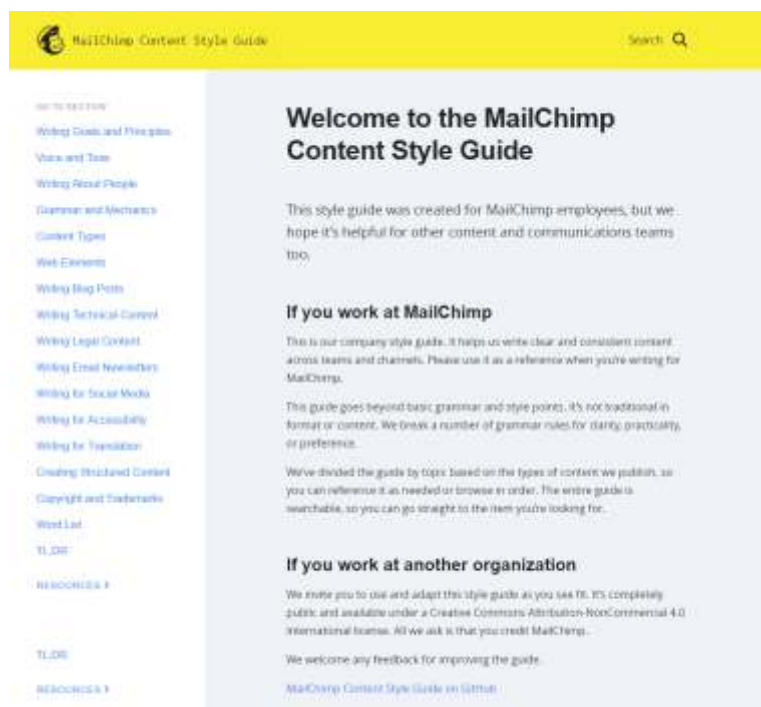 MailChimp Content Style Guide
Search
GO TO SECTION
Writing Goals and Principles
Voice and Tone
Writing About People
Grammar and Mechanics
Content Types
Web Elements
Writing Blog Posts
Writing Technical Content
Writing Legal Content
Writing Email Newsletters
Writing for Social Media
Writing for Accessibility
Writing for Translation
Creating Structured Content
Copyright and Trademarks
Word List
TL;DR
RESOURCES
TL;DR
RESOURCES
Welcome to the MailChimp
Content Style Guide
This style guide was created for MailChimp employees, but we
hope it's helpful for other content and communications teams
too.
If you work at MailChimp
This is our company style guide. It helps us write clear and consistent content
across teams and channels. Please use it as a reference when you're writing for
MailChimp.
This guide goes beyond basic grammar and style points. It's not traditional in
format or content. We break a number of grammar rules for clarity, practicality,
or preference.
We've divided the guide by topic based on the types of content we publish, so
you can reference it as needed or browse in order. The entire guide is
searchable, so you can go straight to the item you're looking for.
If you work at another organization
We invite you to use and adapt this style guide as you see fit. It's completely
public and available under a Creative Commons Attribution-NonCommercial 4.0
International license. All we ask is that you credit MailChimp.
We welcome any feedback for improving the guide.
MailChimp Content Style Guide on GitHub